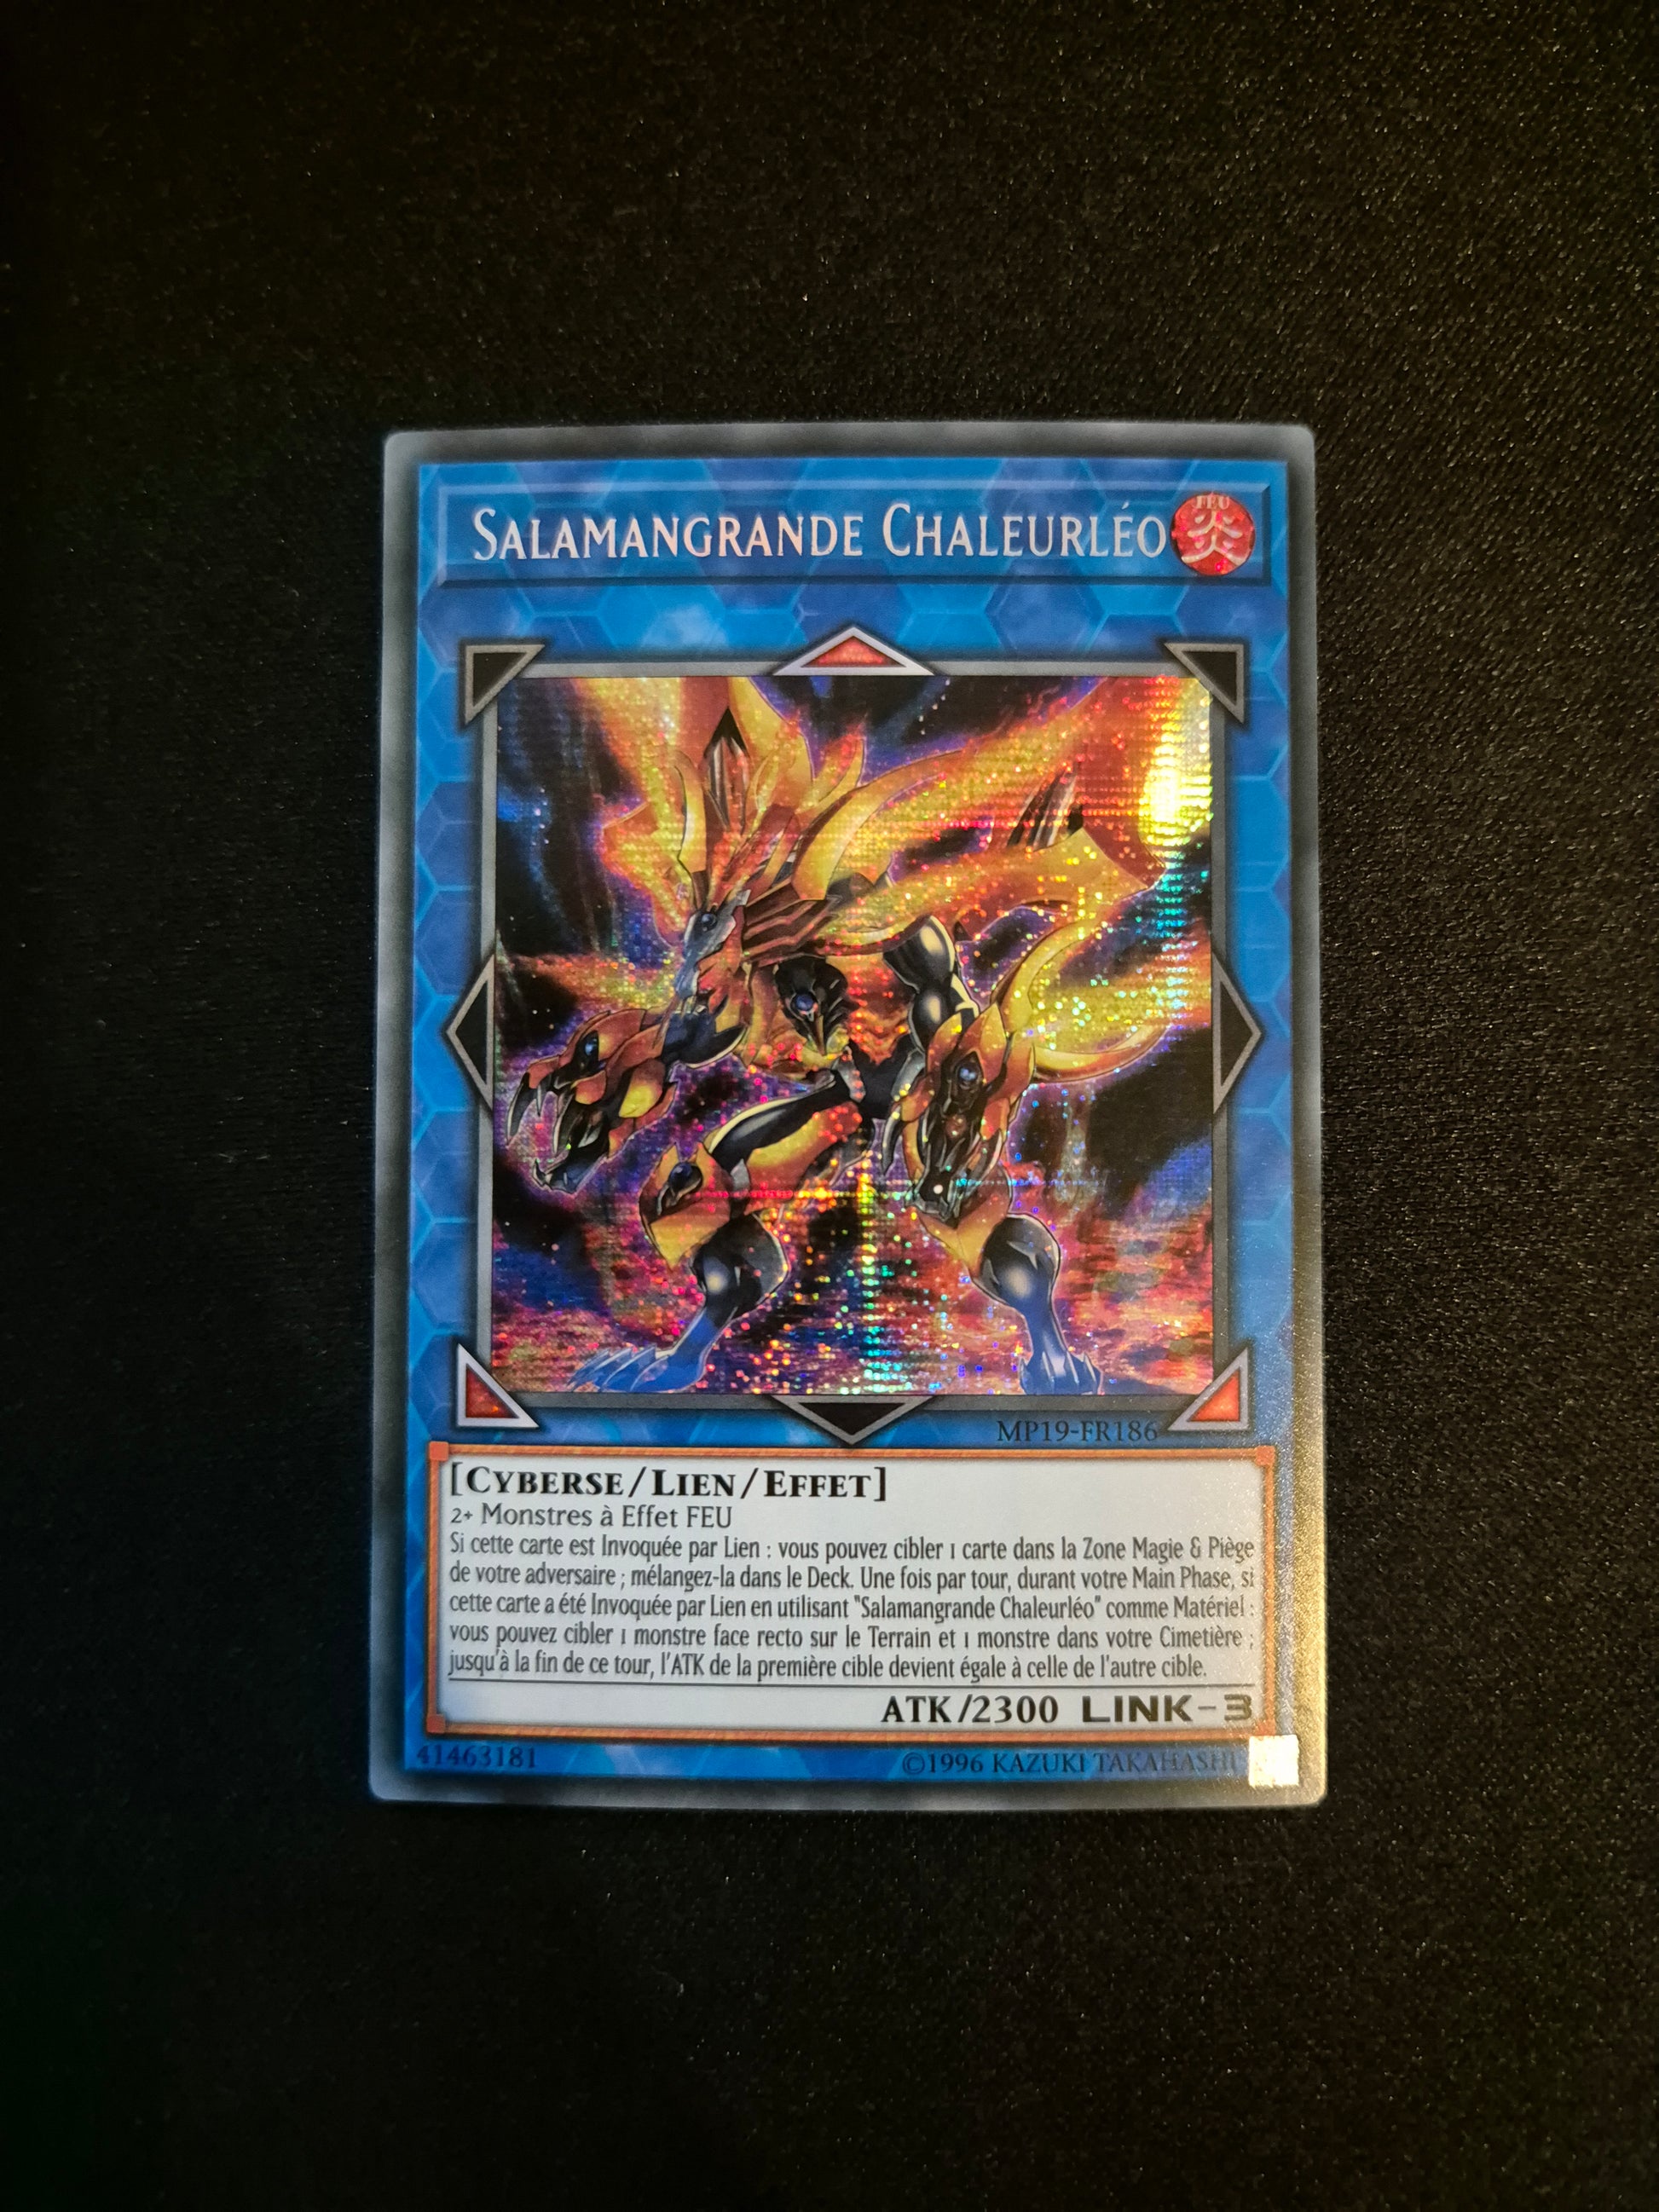 SALAMANGRANDE CHALEURLÉO
FEU
炎
MP19-FR186
[CYBERSE/LIEN/EFFET]
2+ Monstres à Effet FEU
Si cette carte est Invoquée par Lien : vous pouvez cibler 1 carte dans la Zone Magie & Piège
de votre adversaire ; mélangez-la dans le Deck. Une fois par tour, durant votre Main Phase, si
cette carte a été Invoquée par Lien en utilisant "Salamangrande Chaleurléo" comme Matériel :
vous pouvez cibler 1 monstre face recto sur le Terrain et 1 monstre dans votre Cimetière ;
jusqu'à la fin de ce tour, l'ATK de la première cible devient égale à celle de l'autre cible.
ATK/2300 LINK-3
41463181
©1996 KAZUKI TAKAHASHI